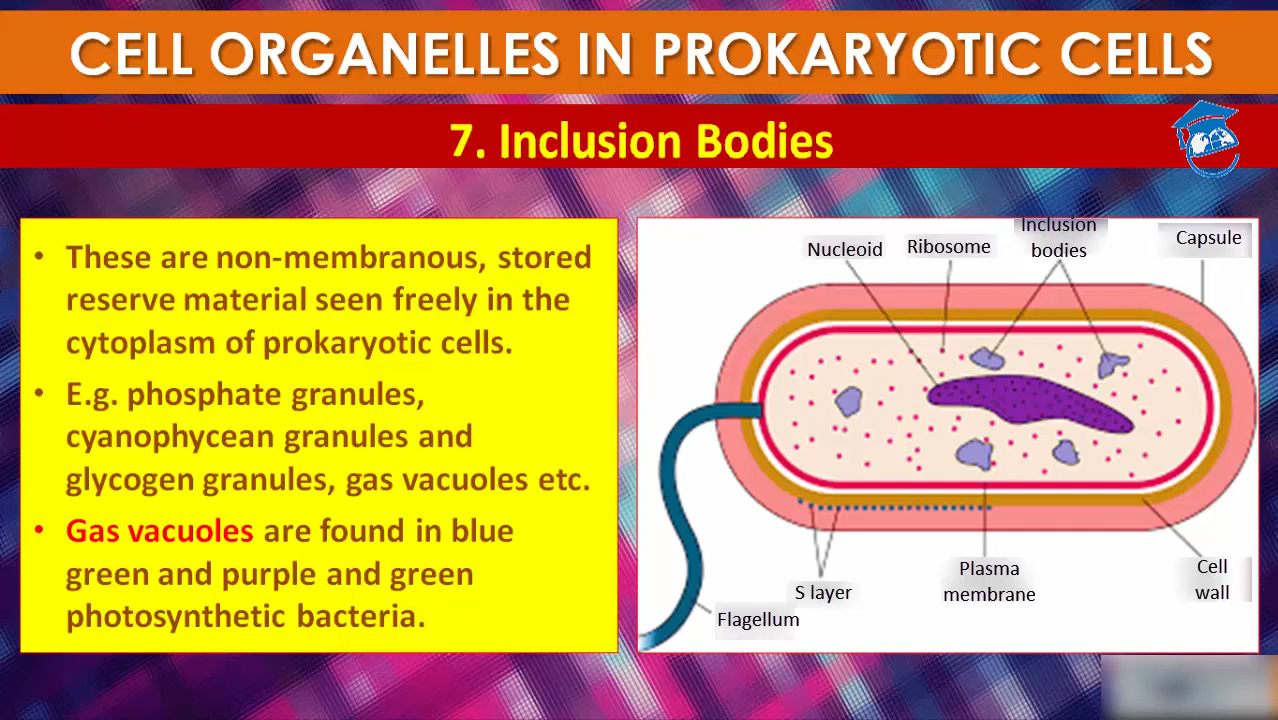 CELL ORGANELLES IN PROKARYOTIC CELLS
7. Inclusion Bodies
• These are non-membranous, stored
reserve material seen freely in the
cytoplasm of prokaryotic cells.
• E.g. phosphate granules,
cyanophycean granules and
glycogen granules, gas vacuoles etc.
• Gas vacuoles are found in blue
green and purple and green
photosynthetic bacteria.
Nucleoid
Ribosome
Inclusion
bodies
Capsule
S layer
Flagellum
Plasma
membrane
Cell
wall